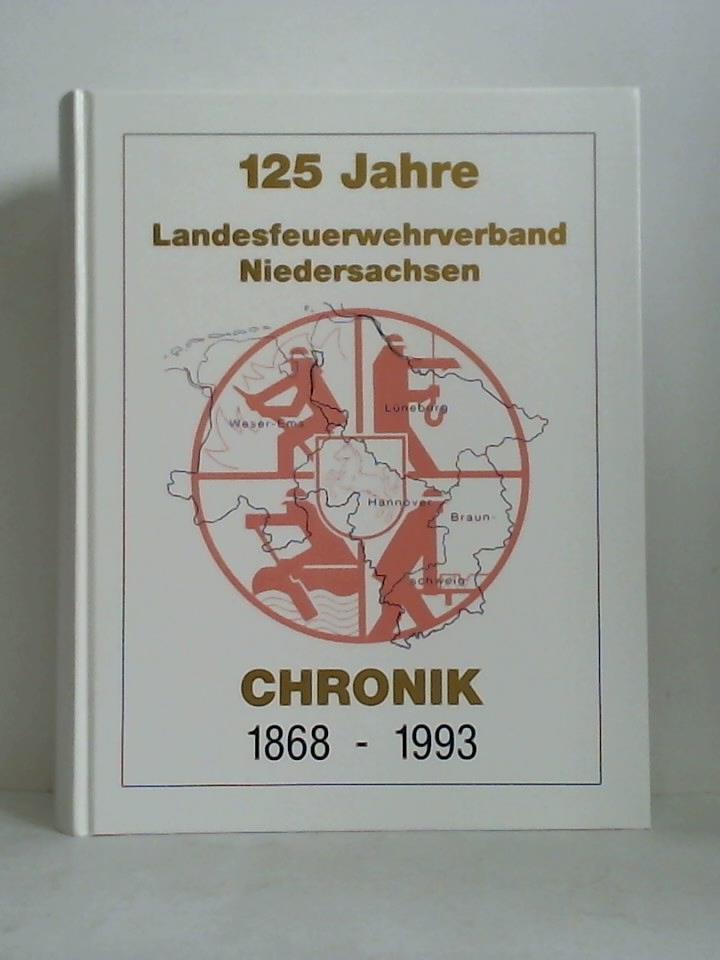 125 Jahre
Landesfeuerwehrverband
Niedersachsen
Weser-Ems
Lüneburg
Hannover
Braun-
schweig
CHRONIK
1868 - 1993